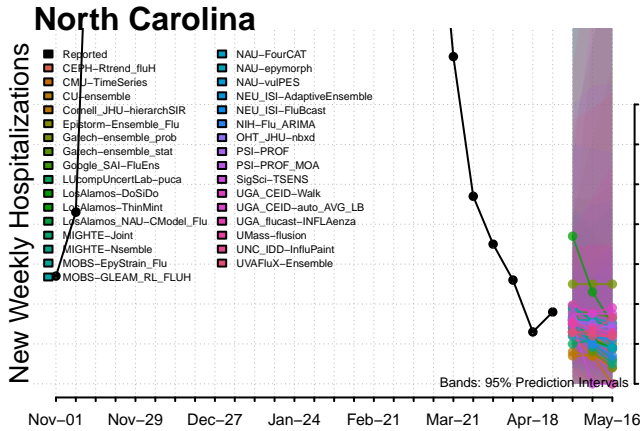 North Carolina
New Weekly Hospitalizations
Reported
CEPH−Rtrend_fluH
CMU−TimeSeries
CU−ensemble
Cornell_JHU−hierarchSIR
Epistorm−Ensemble_Flu
Gatech−ensemble_prob
Gatech−ensemble_stat
Google_SAI−FluEns
LUcompUncertLab−puca
LosAlamos−DoSiDo
LosAlamos−ThinMint
LosAlamos_NAU−CModel_Flu
MIGHTE−Joint
MIGHTE−Nsemble
MOBS−EpyStrain_Flu
MOBS−GLEAM_RL_FLUH
NAU−FourCAT
NAU−epymorph
NAU−vulPES
NEU_ISI−AdaptiveEnsemble
NEU_ISI−FluBcast
NIH−Flu_ARIMA
OHT_JHU−nbxd
PSI−PROF
PSI−PROF_MOA
SigSci−TSENS
UGA_CEID−Walk
UGA_CEID−auto_AVG_LB
UGA_flucast−INFLAenza
UMass−flusion
UNC_IDD−InfluPaint
UVAFluX−Ensemble
Bands: 95% Prediction Intervals
Nov−01 Nov−29 Dec−27 Jan−24 Feb−21 Mar−21 Apr−18 May−16